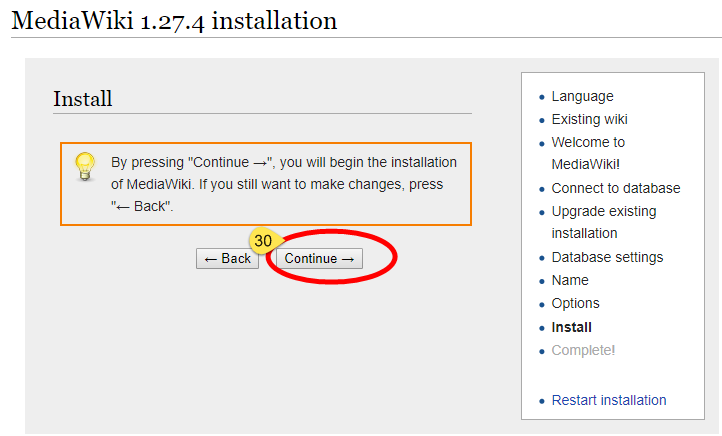 MediaWiki 1.27.4 installation
Install
By pressing "Continue →", you will begin the installation
of MediaWiki. If you still want to make changes, press
"← Back".
30
← Back
Continue →
Language
Existing wiki
Welcome to
MediaWiki!
Connect to database
Upgrade existing
installation
Database settings
Name
Options
Install
Complete!
Restart installation